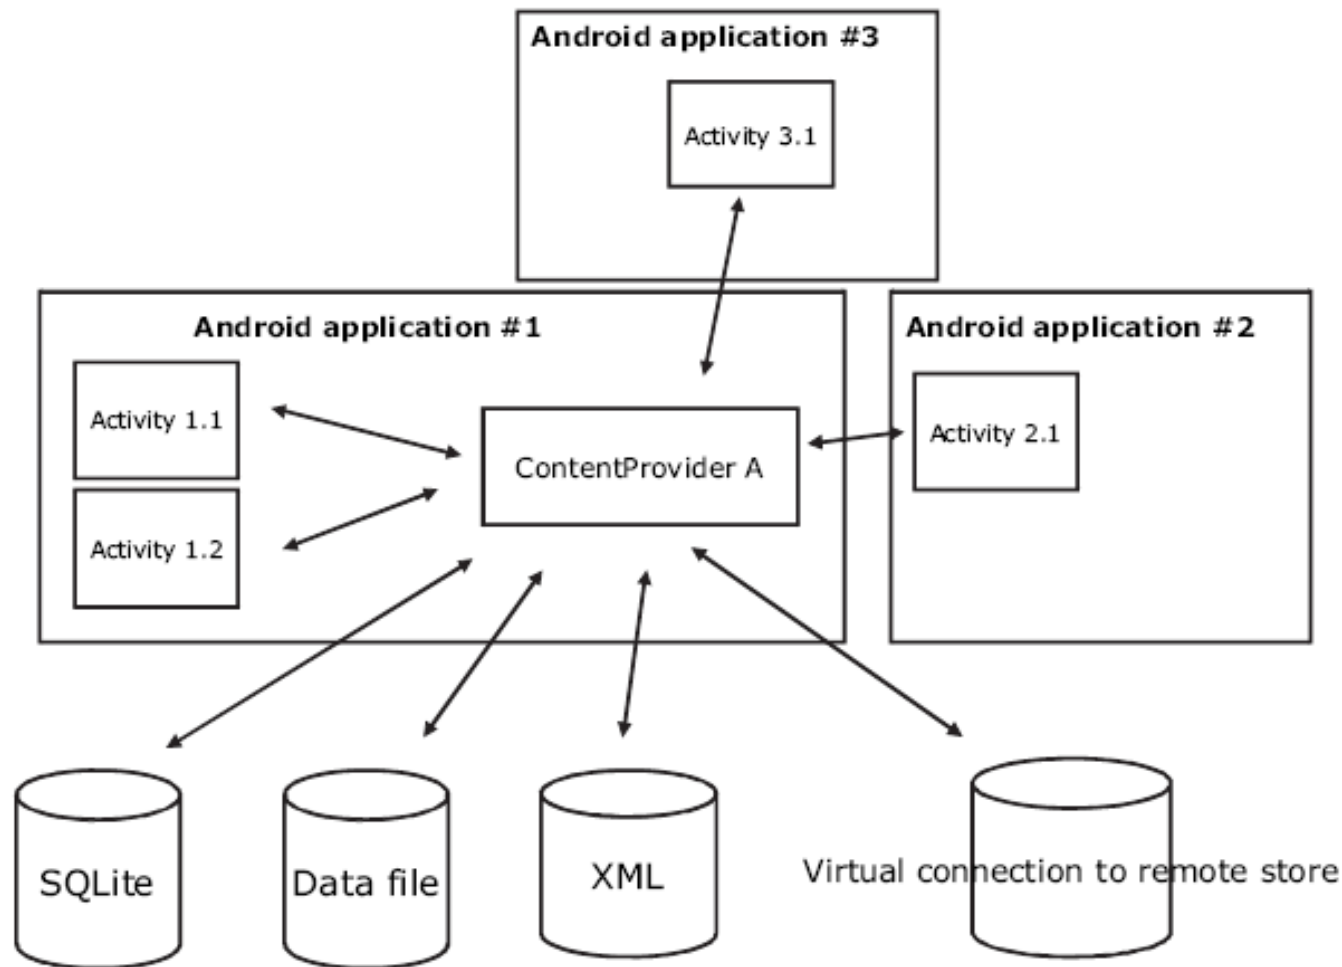 Android application #3
Activity 3.1
Android application #1
Android application #2
Activity 1.1
Activity 2.1
ContentProvider A
Activity 1.2
SQLite
Data file
XML
Virtual connection to remote store